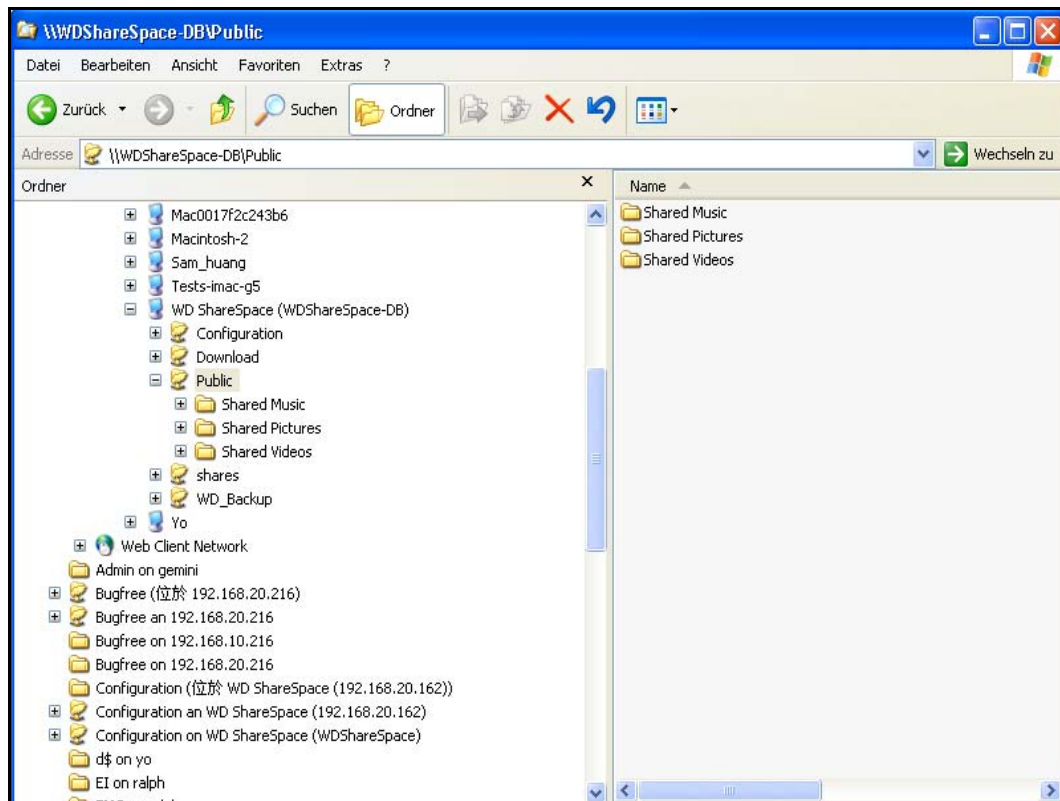 \\WDShareSpace-DB\Public
Datei Bearbeiten Ansicht Favoriten Extras ?
Zurück Suchen Ordner
Adresse \\WDShareSpace-DB\Public Wechseln zu
Ordner
Mac0017f2c243b6
Macintosh-2
Sam_huang
Tests-imac-g5
WD ShareSpace (WDShareSpace-DB)
Configuration
Download
Public
Shared Music
Shared Pictures
Shared Videos
shares
WD_Backup
Yo
Web Client Network
Admin on gemini
Bugfree (位於 192.168.20.216)
Bugfree an 192.168.20.216
Bugfree on 192.168.10.216
Bugfree on 192.168.20.216
Configuration (位於 WD ShareSpace (192.168.20.162))
Configuration an WD ShareSpace (192.168.20.162)
Configuration on WD ShareSpace (WDShareSpace)
d$ on yo
EI on ralph
Name
Shared Music
Shared Pictures
Shared Videos